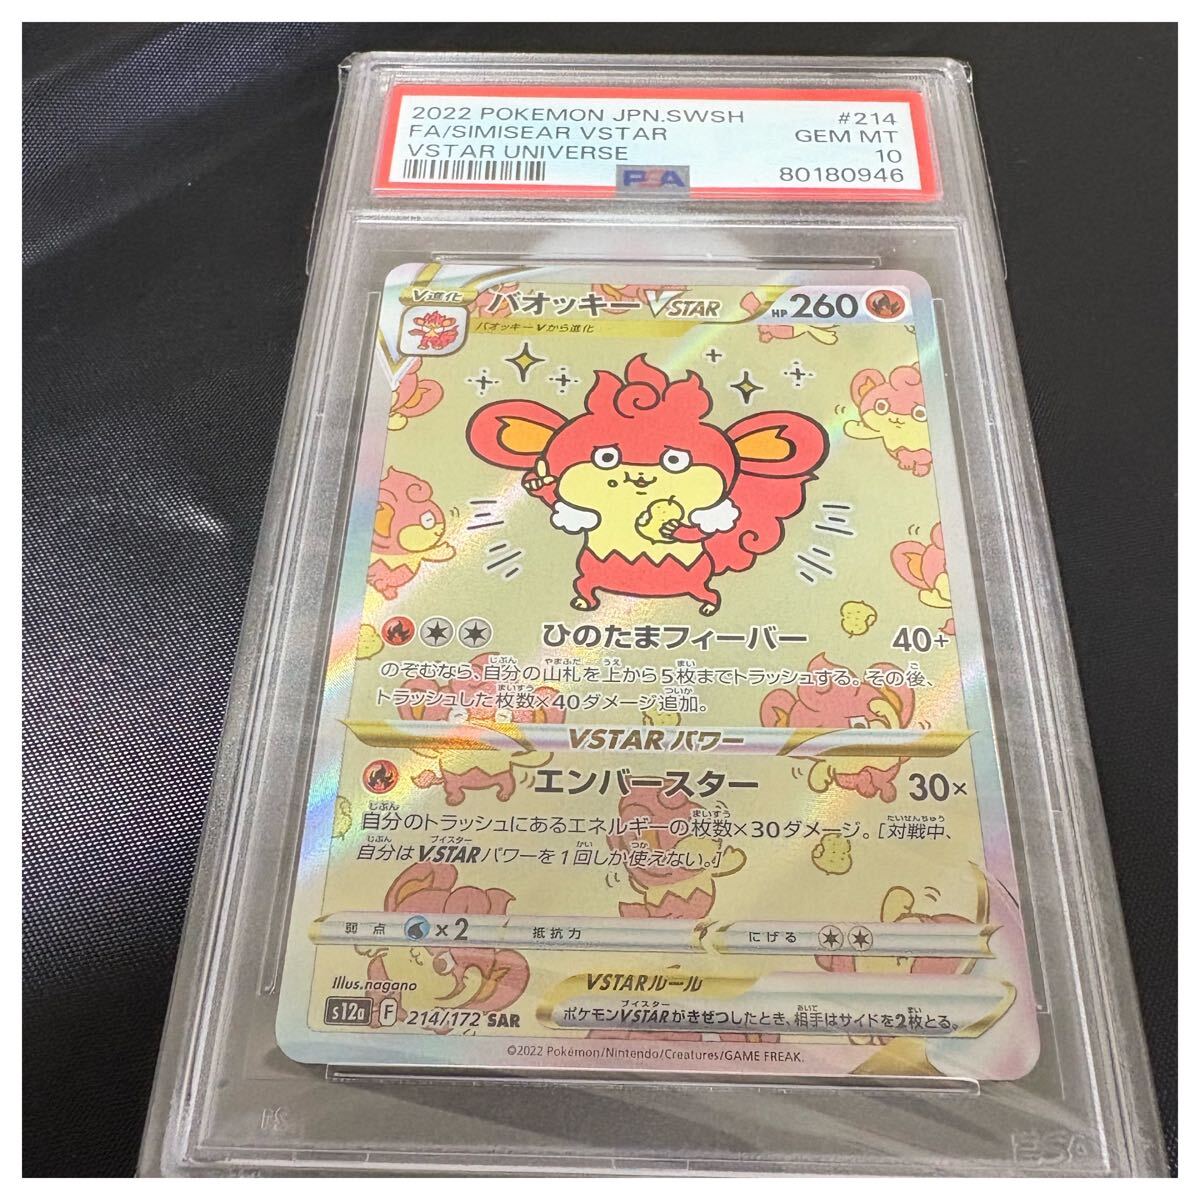 2022 POKEMON JPN.SWSH #214
FA/SIMISEAR VSTAR GEM MT
VSTAR UNIVERSE 10
PSA 80180946
V進化 バオッキー VSTAR HP 260
バオッキーVから進化
ひのたまフィーバー 40+
のぞむなら、自分の山札を上から5枚までトラッシュする。その後、
トラッシュした枚数×40ダメージ追加。
VSTARパワー
エンバースター 30×
自分のトラッシュにあるエネルギーの枚数×30ダメージ。[対戦中、
自分はVSTARパワーを1回しか使えない。]
弱点 ×2 抵抗力 にげる
Illus.nagano VSTARルール
s12a F 214/172 SAR ポケモンVSTARがきぜつしたとき、相手はサイドを2枚とる。
©2022 Pokémon/Nintendo/Creatures/GAME FREAK.